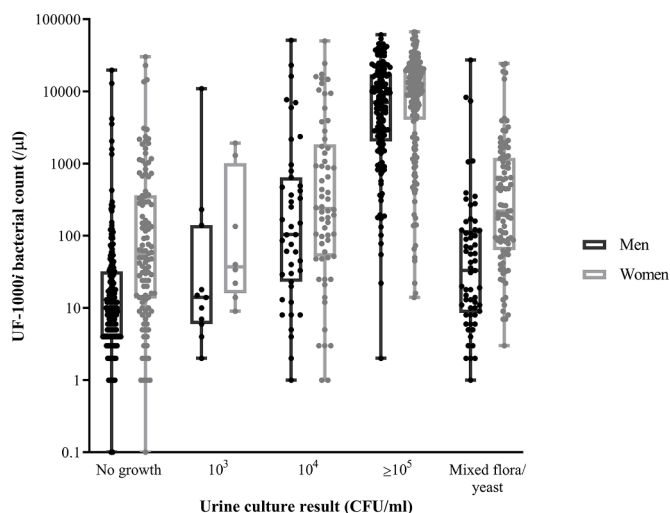 UF-1000i bacterial count (/µl)
100000
10000
1000
100
10
1
0.1
Men
Women
No growth
10³
10⁴
≥10⁵
Mixed flora/
yeast
Urine culture result (CFU/ml)